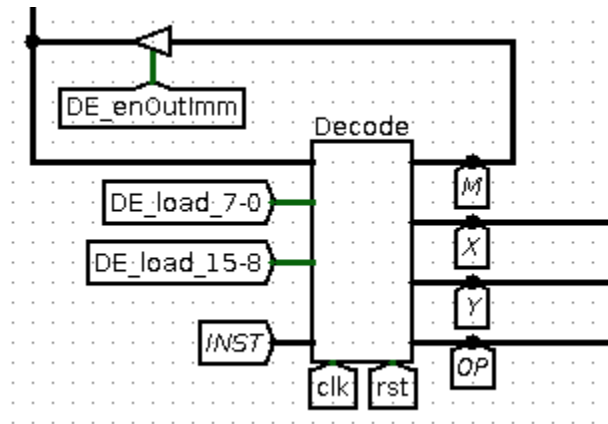 DE_enOutImm
Decode
M
DE_load_7-0
X
DE_load_15-8
Y
INST
OP
clk
rst